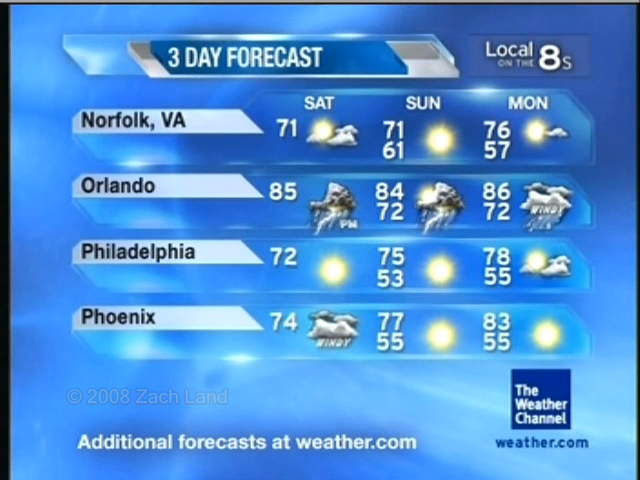 3 DAY FORECAST
Local
ON THE 8s
SAT SUN MON
Norfolk, VA 71 71 76
61 57
Orlando 85 84 86
PM 72 72 WINDY
Philadelphia 72 75 78
53 55
Phoenix 74 77 83
WINDY 55 55
© 2008 Zach Land
The
Weather
Channel
Additional forecasts at weather.com
weather.com